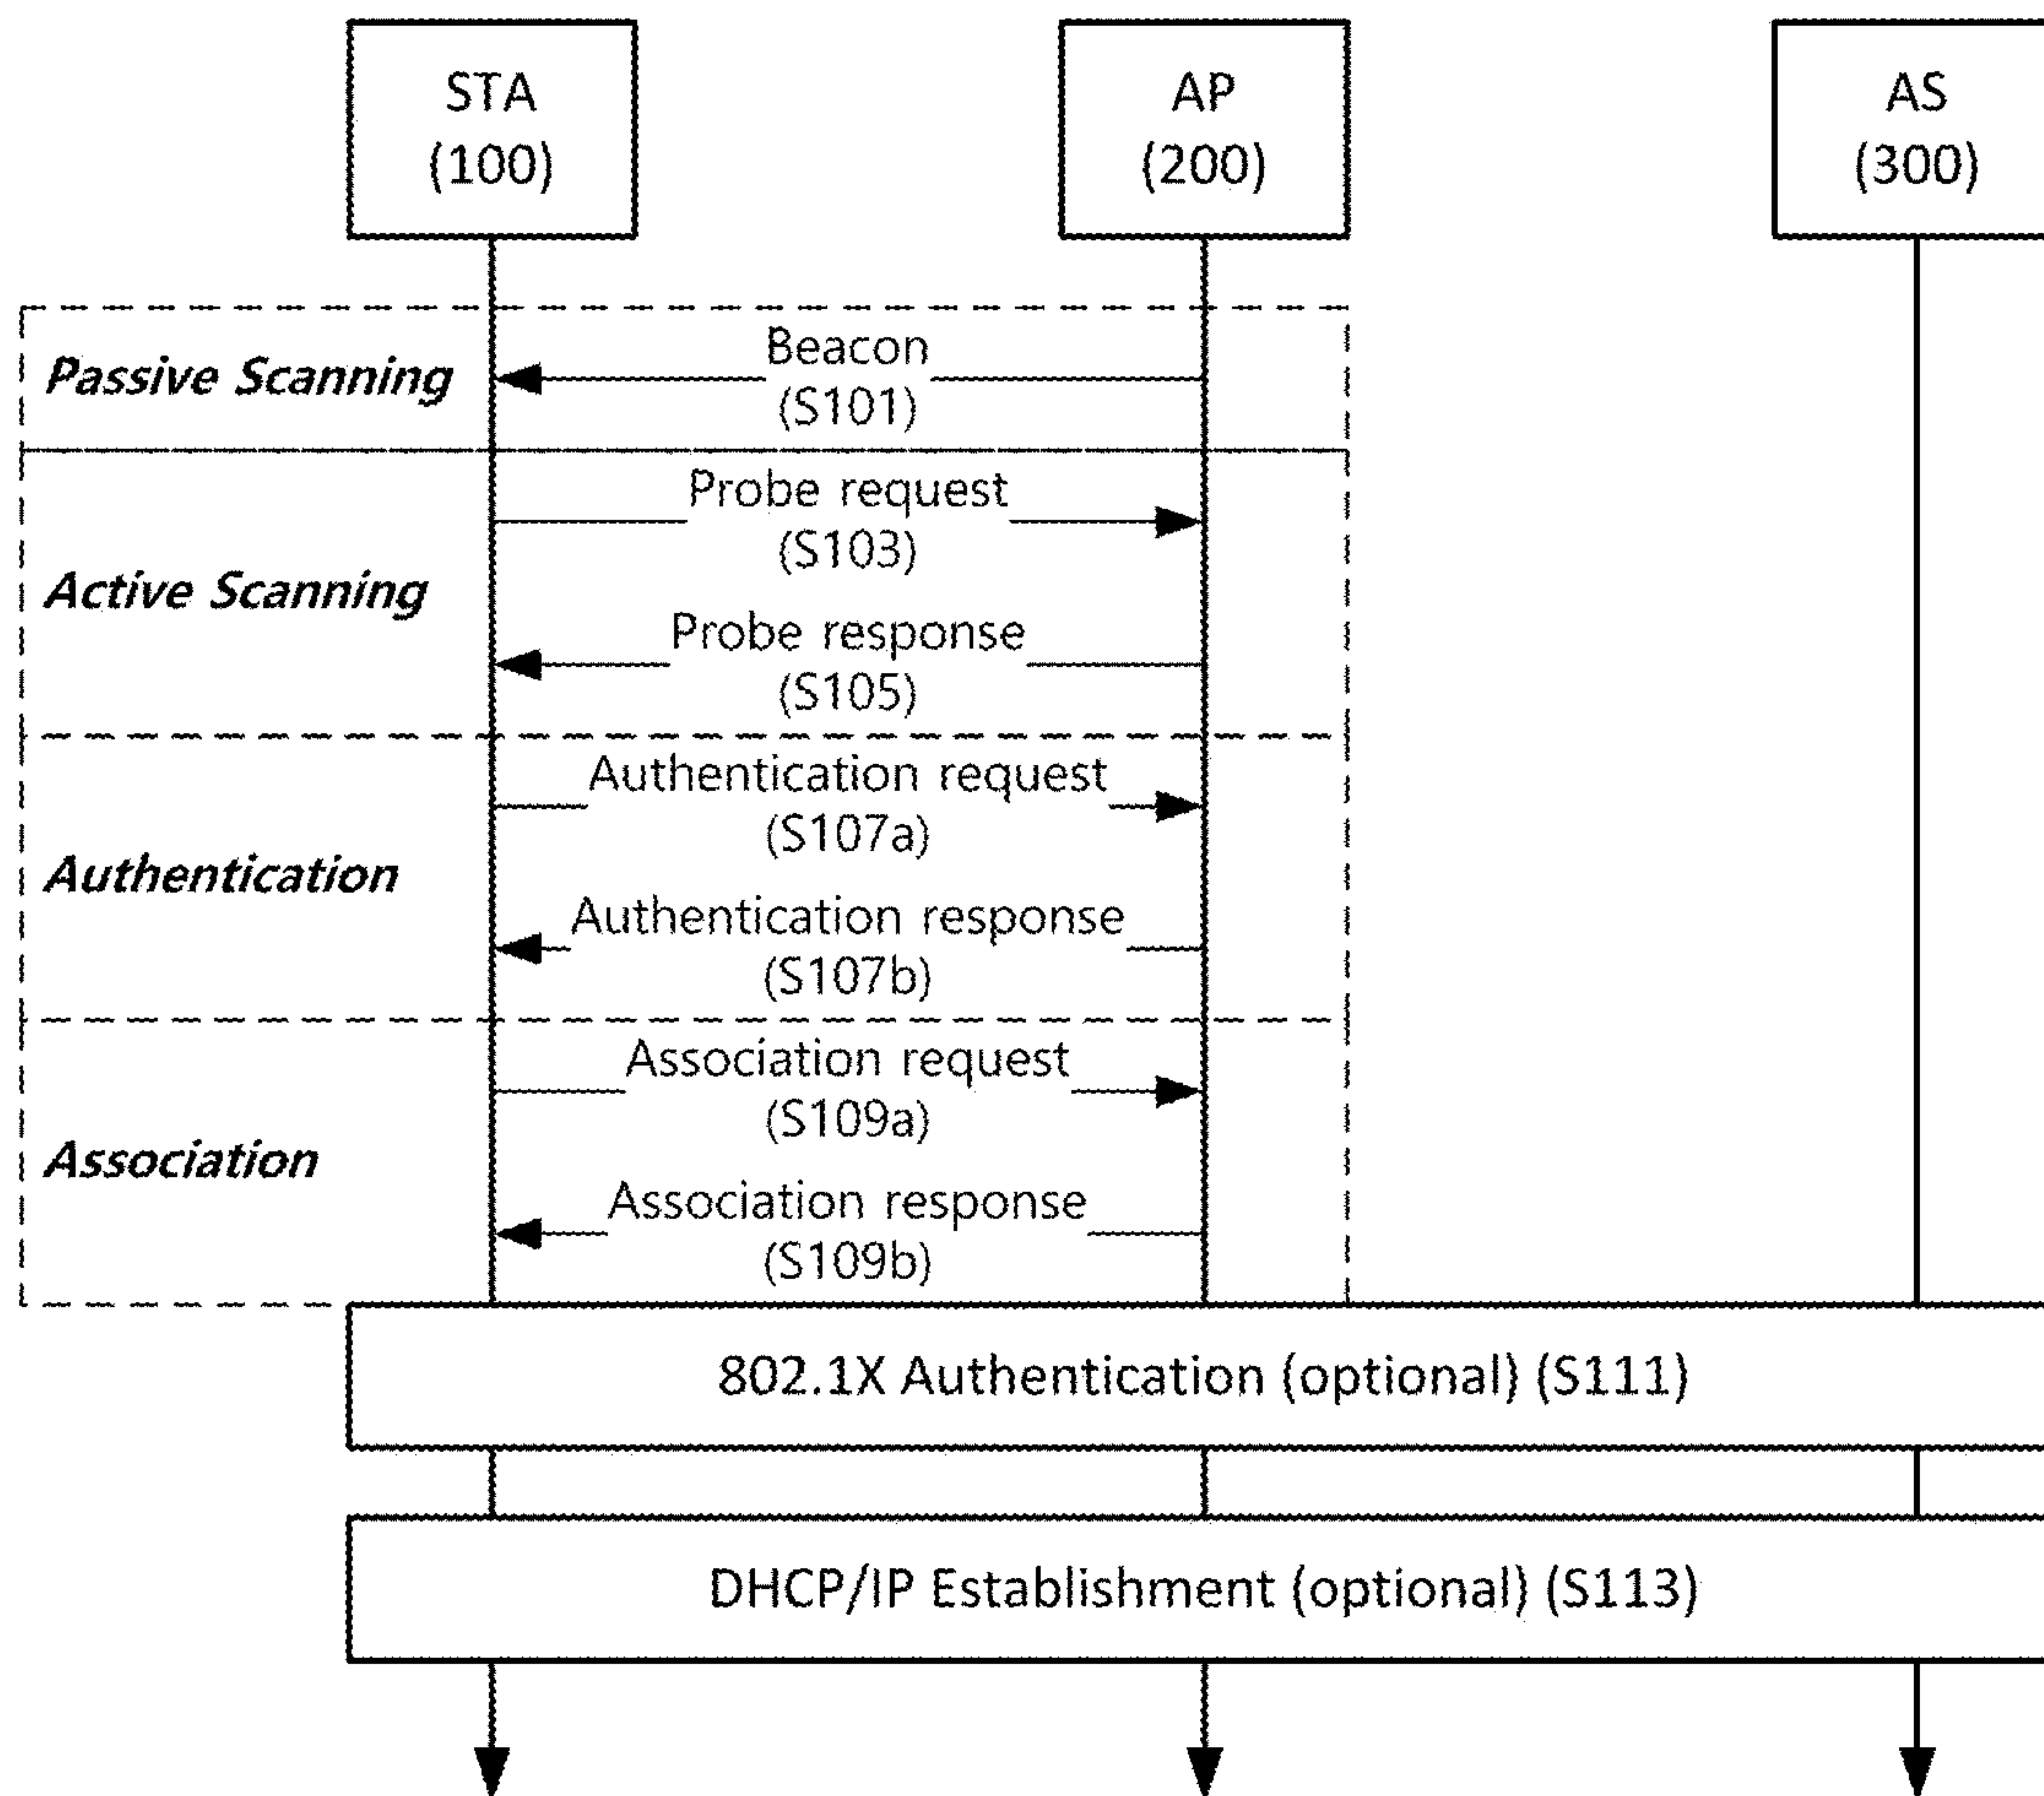 STA
(100)
AP
(200)
AS
(300)
Passive Scanning
Beacon
(S101)
Active Scanning
Probe request
(S103)
Probe response
(S105)
Authentication
Authentication request
(S107a)
Authentication response
(S107b)
Association
Association request
(S109a)
Association response
(S109b)
802.1X Authentication (optional) (S111)
DHCP/IP Establishment (optional) (S113)